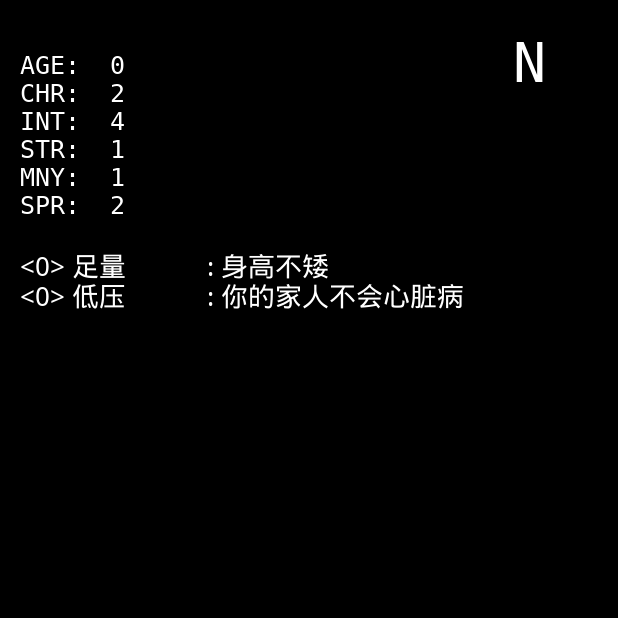 N
AGE: 0
CHR: 2
INT: 4
STR: 1
MNY: 1
SPR: 2
<O> 足量 :身高不矮
<O> 低压 :你的家人不会心脏病